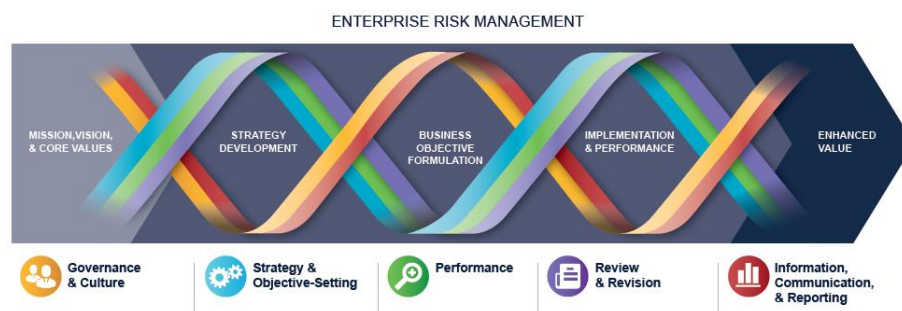 ENTERPRISE RISK MANAGEMENT
MISSION,VISION,
& CORE VALUES
STRATEGY
DEVELOPMENT
BUSINESS
OBJECTIVE
FORMULATION
IMPLEMENTATION
& PERFORMANCE
ENHANCED
VALUE
Governance
& Culture
Strategy &
Objective-Setting
Performance
Review
& Revision
Information,
Communication,
& Reporting